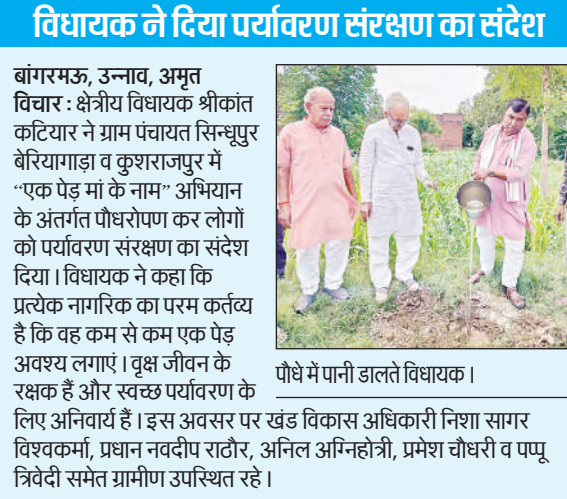 विधायक ने दिया पर्यावरण संरक्षण का संदेश
बांगरमऊ, उन्नाव, अमृत
विचार : क्षेत्रीय विधायक श्रीकांत
कटियार ने ग्राम पंचायत सिन्धूपुर
बेरियागाड़ा व कुशराजपुर में
“एक पेड़ मां के नाम” अभियान
के अंतर्गत पौधरोपण कर लोगों
को पर्यावरण संरक्षण का संदेश
दिया । विधायक ने कहा कि
प्रत्येक नागरिक का परम कर्तव्य
है कि वह कम से कम एक पेड़
अवश्य लगाएं । वृक्ष जीवन के
रक्षक हैं और स्वच्छ पर्यावरण के
लिए अनिवार्य हैं । इस अवसर पर खंड विकास अधिकारी निशा सागर
विश्वकर्मा, प्रधान नवदीप राठौर, अनिल अग्निहोत्री, प्रमेश चौधरी व पप्पू
त्रिवेदी समेत ग्रामीण उपस्थित रहे ।
पौधे में पानी डालते विधायक ।